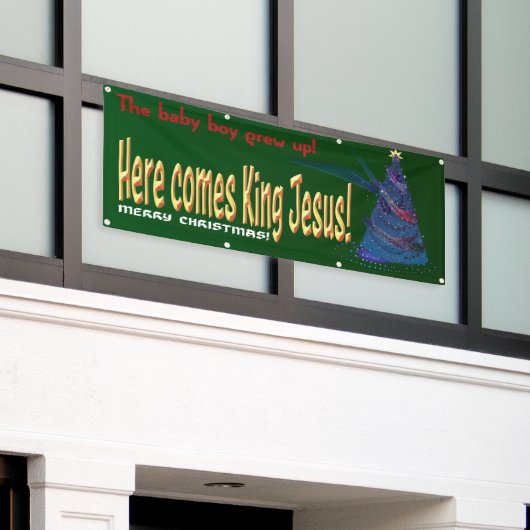 The baby boy grew up!
Here comes King Jesus!
MERRY CHRISTMAS!